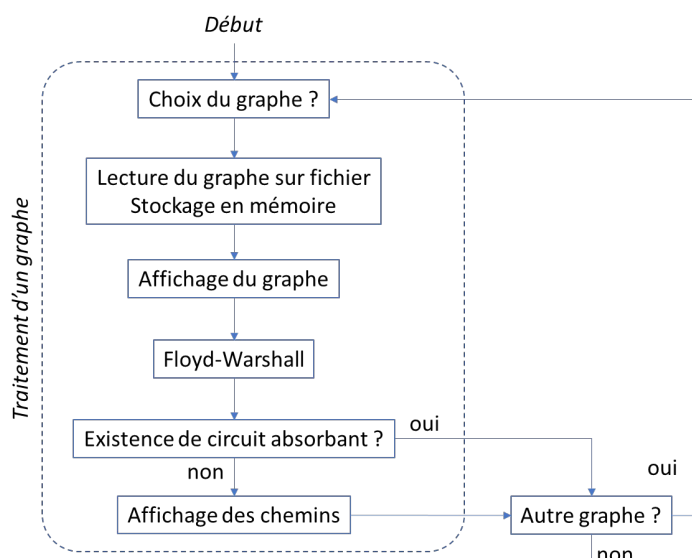 Début
Traitement d'un graphe
Choix du graphe ?
Lecture du graphe sur fichier
Stockage en mémoire
Affichage du graphe
Floyd-Warshall
Existence de circuit absorbant ?
oui
non
oui
Affichage des chemins
Autre graphe ?
non